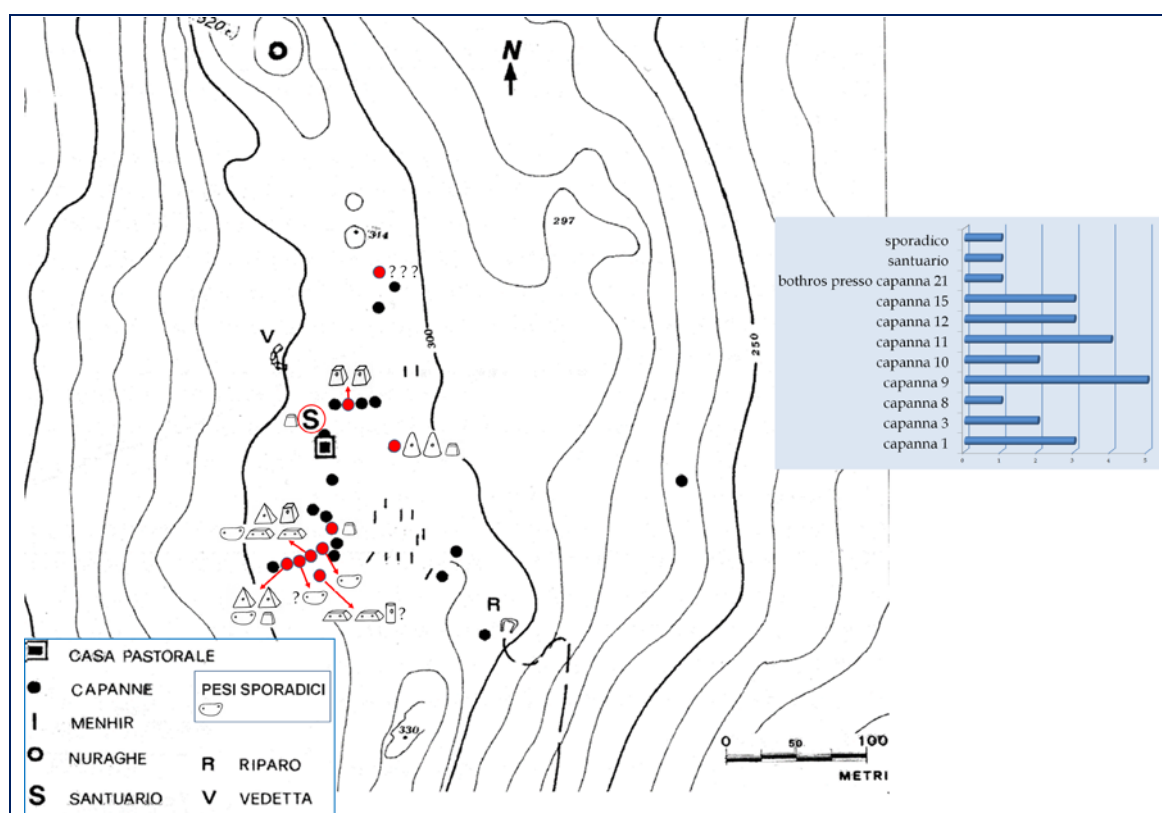 320
N
314
297
???
V
300
250
S
? ?
R
330
CASA PASTORALE
CAPANNE
MENHIR
NURAGHE
S SANTUARIO
PESI SPORADICI
R RIPARO
V VEDETTA
0 50 100
METRI
sporadico
santuario
bothros presso capanna 21
capanna 15
capanna 12
capanna 11
capanna 10
capanna 9
capanna 8
capanna 3
capanna 1
0 1 2 3 4 5